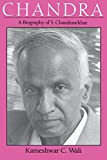 CHANDRA
A Biography of S. Chandrasekhar
Kameshwar C. Wali